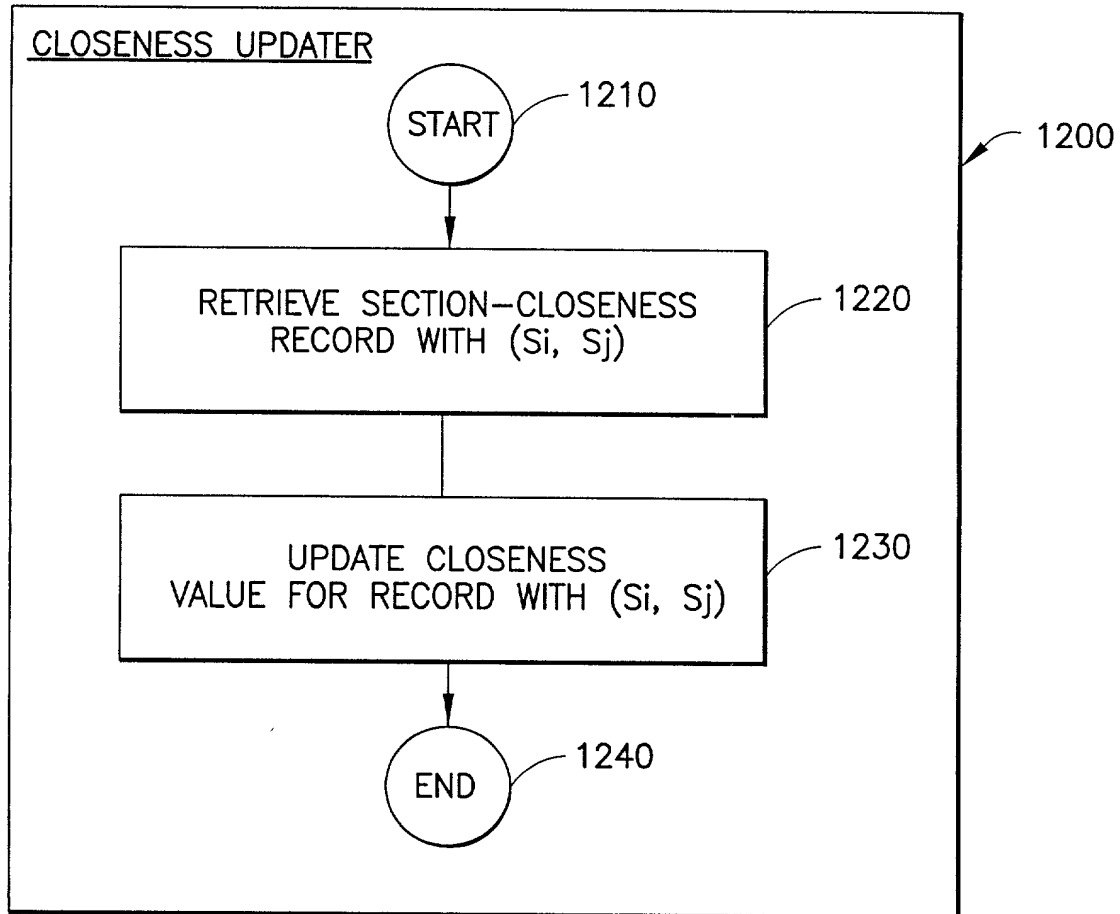 CLOSENESS UPDATER
START
1210
1200
RETRIEVE SECTION–CLOSENESS
RECORD WITH (Si, Sj)
1220
UPDATE CLOSENESS
VALUE FOR RECORD WITH (Si, Sj)
1230
END
1240